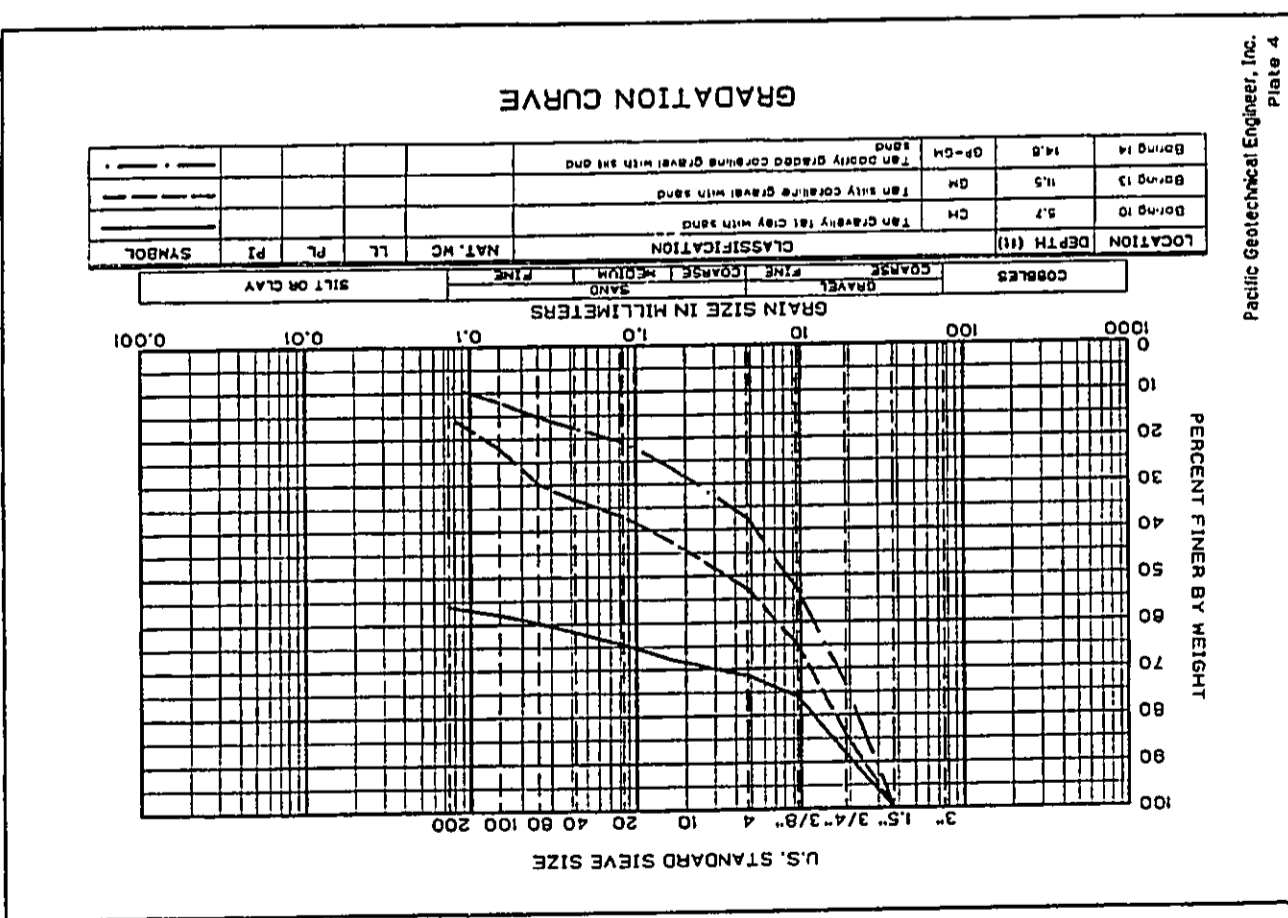 U.S. STANDARD SIEVE SIZE
3" 1.5" 3/4" 3/8" 4 10 20 40 60 100 200
PERCENT FINER BY WEIGHT
100
90
80
70
60
50
40
30
20
10
0
1000 100 10 1.0 0.1 0.01 0.001
GRAIN SIZE IN MILLIMETERS
COBBLES GRAVEL SAND SILT OR CLAY
COARSE FINE COARSE MEDIUM FINE
LOCATION DEPTH (ft) CLASSIFICATION NAT. WC LL PL PI SYMBOL
Boring 10 5.7 CH Tan gravelly fat clay with sand
Boring 13 11.5 GM Tan silty coralline gravel with sand
Boring 14 14.8 GP-GM Tan poorly graded coralline gravel with silt and
sand
GRADATION CURVE
Pacific Geotechnical Engineer, Inc.
Plate 4